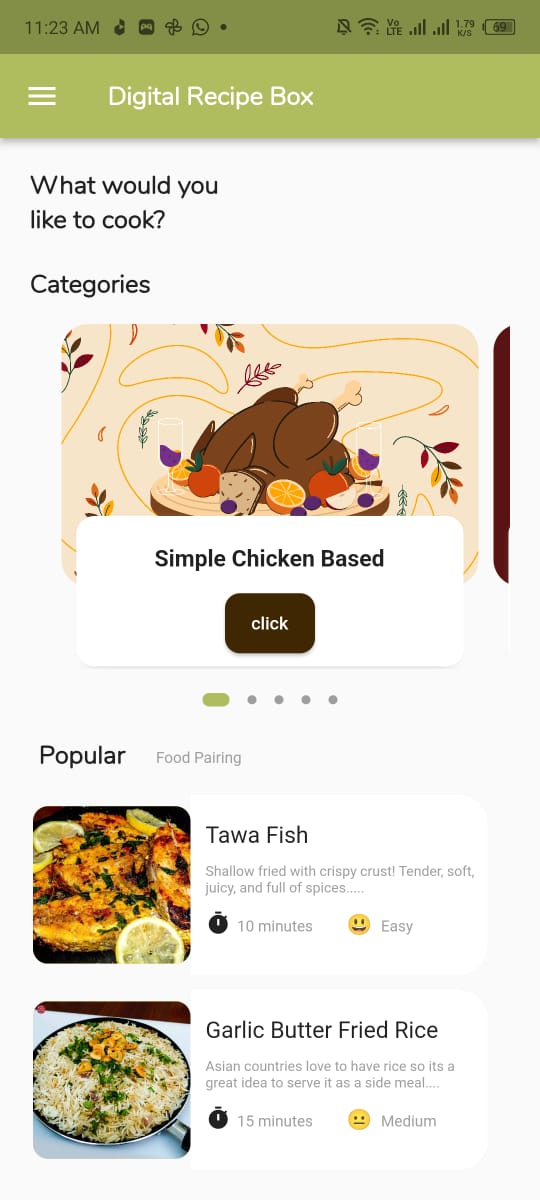 11:23 AM
Vo
LTE
1.79
K/S
69
Digital Recipe Box
What would you
like to cook?
Categories
Simple Chicken Based
click
Popular
Food Pairing
Tawa Fish
Shallow fried with crispy crust! Tender, soft,
juicy, and full of spices.....
10 minutes
Easy
Garlic Butter Fried Rice
Asian countries love to have rice so its a
great idea to serve it as a side meal....
15 minutes
Medium